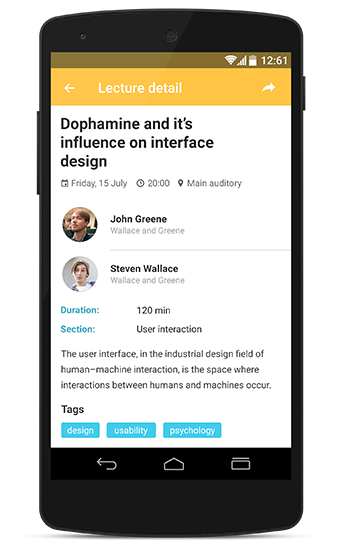 12:61
Lecture detail
Dophamine and it's
influence on interface
design
Friday, 15 July 20:00 Main auditory
John Greene
Wallace and Greene
Steven Wallace
Wallace and Greene
Duration: 120 min
Section: User interaction
The user interface, in the industrial design field of
human–machine interaction, is the space where
interactions between humans and machines occur.
Tags
design usability psychology